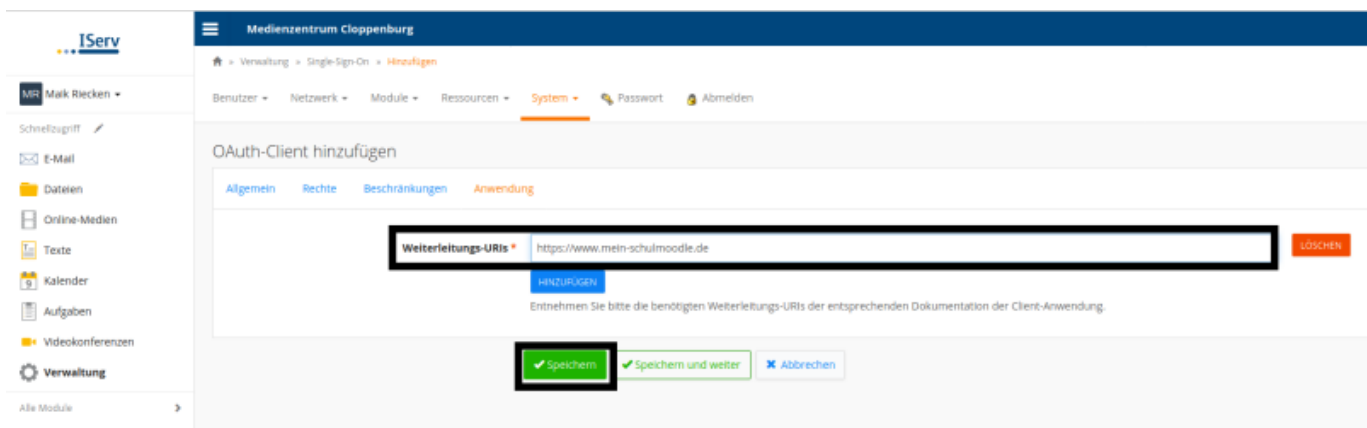 IServ
Medienzentrum Cloppenburg
» Verwaltung » Single-Sign-On » Hinzufügen
MR Maik Riecken
Benutzer Netzwerk Module Ressourcen System Passwort Abmelden
Schnellzugriff
E-Mail
Dateien
Online-Medien
Texte
Kalender
Aufgaben
Videokonferenzen
Verwaltung
Alle Module
OAuth-Client hinzufügen
Allgemein Rechte Beschränkungen Anwendung
Weiterleitungs-URIs * https://www.mein-schulmoodle.de LÖSCHEN
HINZUFÜGEN
Entnehmen Sie bitte die benötigten Weiterleitungs-URIs der entsprechenden Dokumentation der Client-Anwendung.
Speichern Speichern und weiter Abbrechen